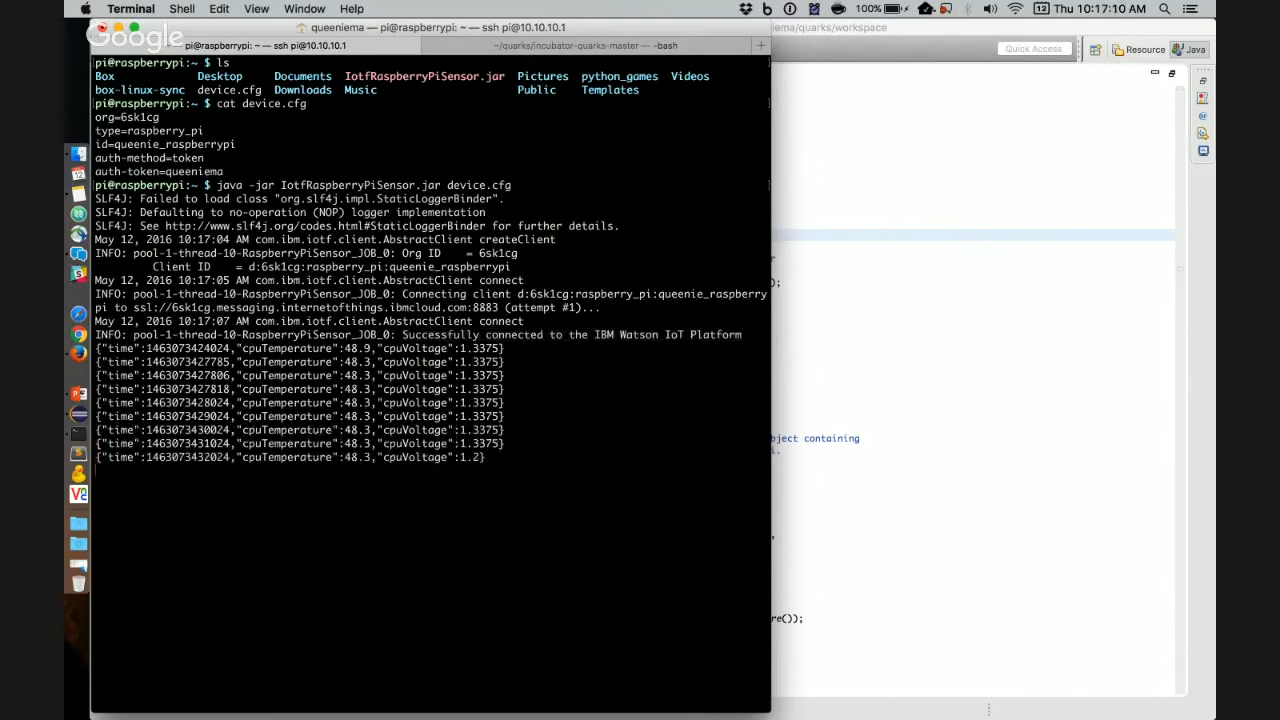 Terminal Shell Edit View Window Help 100% 12 Thu 10:17:10 AM
Google
queeniema — pi@raspberrypi: ~ — ssh pi@10.10.10.1
ema/quarks/workspace
pi@raspberrypi: ~ — ssh pi@10.10.10.1 ~/quarks/incubator-quarks-master — -bash +
Quick Access Resource Java
pi@raspberrypi:~ $ ls
Box Desktop Documents IotfRaspberryPiSensor.jar Pictures python_games Videos
box-linux-sync device.cfg Downloads Music Public Templates
pi@raspberrypi:~ $ cat device.cfg
org=6sk1cg
type=raspberry_pi
id=queenie_raspberrypi
auth-method=token
auth-token=queeniema
pi@raspberrypi:~ $ java -jar IotfRaspberryPiSensor.jar device.cfg
SLF4J: Failed to load class "org.slf4j.impl.StaticLoggerBinder".
SLF4J: Defaulting to no-operation (NOP) logger implementation
SLF4J: See http://www.slf4j.org/codes.html#StaticLoggerBinder for further details.
May 12, 2016 10:17:04 AM com.ibm.iotf.client.AbstractClient createClient
INFO: pool-1-thread-10-RaspberryPiSensor_JOB_0: Org ID = 6sk1cg
Client ID = d:6sk1cg:raspberry_pi:queenie_raspberrypi
May 12, 2016 10:17:05 AM com.ibm.iotf.client.AbstractClient connect
INFO: pool-1-thread-10-RaspberryPiSensor_JOB_0: Connecting client d:6sk1cg:raspberry_pi:queenie_raspberry
pi to ssl://6sk1cg.messaging.internetofthings.ibmcloud.com:8883 (attempt #1)...
May 12, 2016 10:17:07 AM com.ibm.iotf.client.AbstractClient connect
INFO: pool-1-thread-10-RaspberryPiSensor_JOB_0: Successfully connected to the IBM Watson IoT Platform
{"time":1463073424024,"cpuTemperature":48.9,"cpuVoltage":1.3375}
{"time":1463073427785,"cpuTemperature":48.3,"cpuVoltage":1.3375}
{"time":1463073427806,"cpuTemperature":48.3,"cpuVoltage":1.3375}
{"time":1463073427818,"cpuTemperature":48.3,"cpuVoltage":1.3375}
{"time":1463073428024,"cpuTemperature":48.3,"cpuVoltage":1.3375}
{"time":1463073429024,"cpuTemperature":48.3,"cpuVoltage":1.3375}
{"time":1463073430024,"cpuTemperature":48.3,"cpuVoltage":1.3375}
{"time":1463073431024,"cpuTemperature":48.3,"cpuVoltage":1.3375}
{"time":1463073432024,"cpuTemperature":48.3,"cpuVoltage":1.2}
r
);
bject containing
i.
,
re());